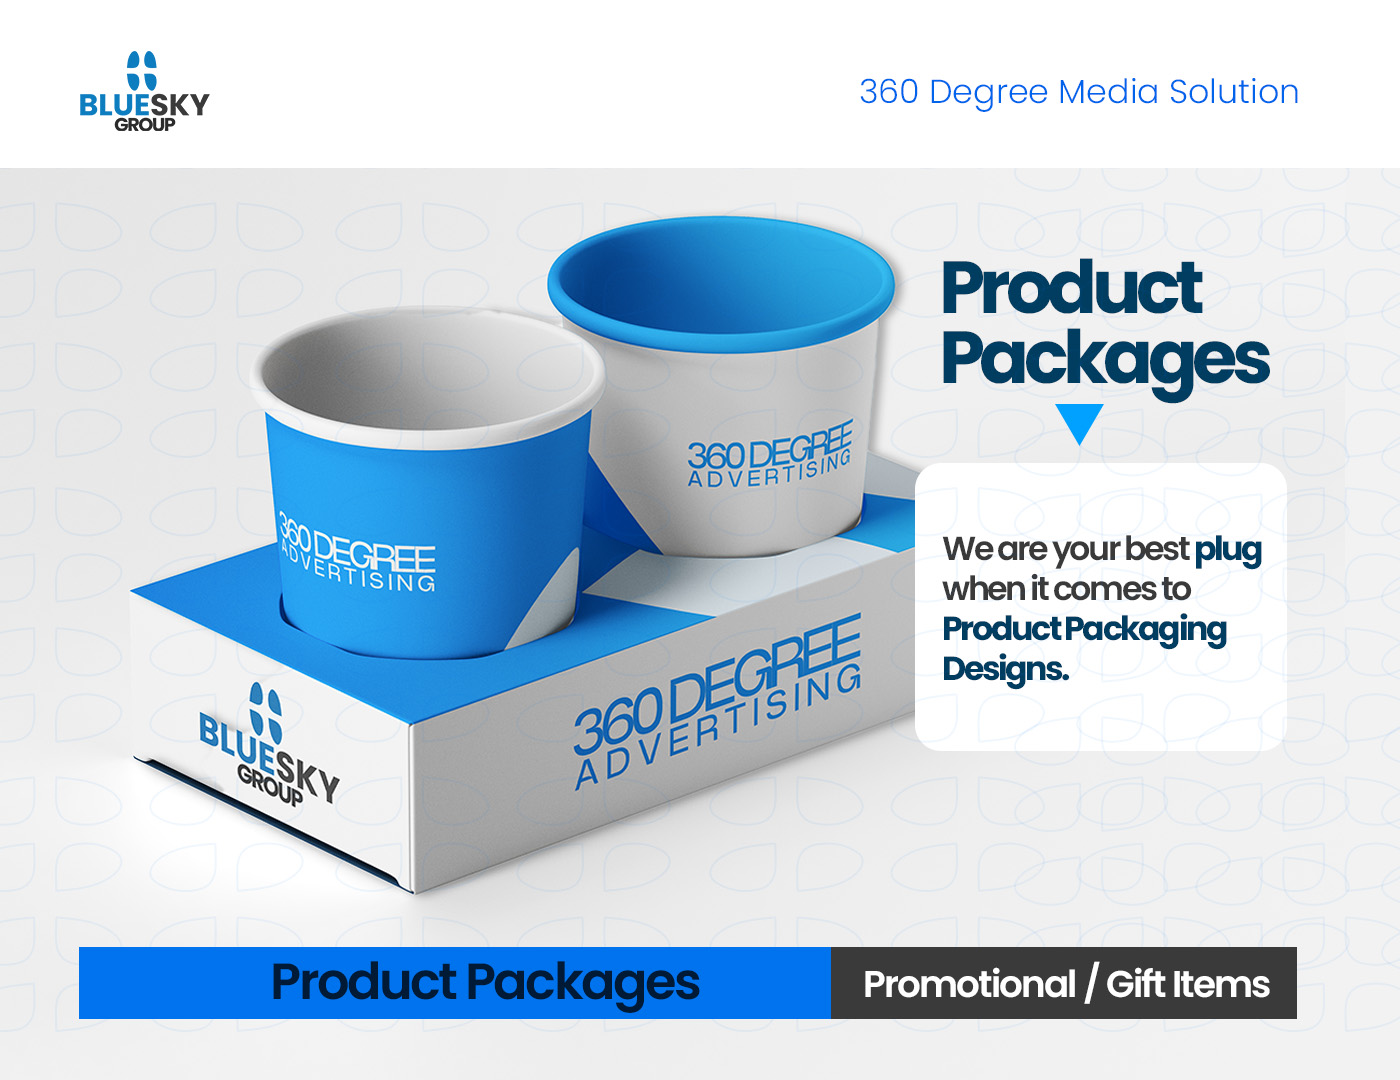 BLUESKY
GROUP
360 Degree Media Solution
Product
Packages
360 DEGREE
ADVERTISING
360 DEGREE
ADVERTISING
We are your best plug
when it comes to
Product Packaging
Designs.
360 DEGREE
ADVERTISING
BLUESKY
GROUP
Product Packages
Promotional / Gift Items